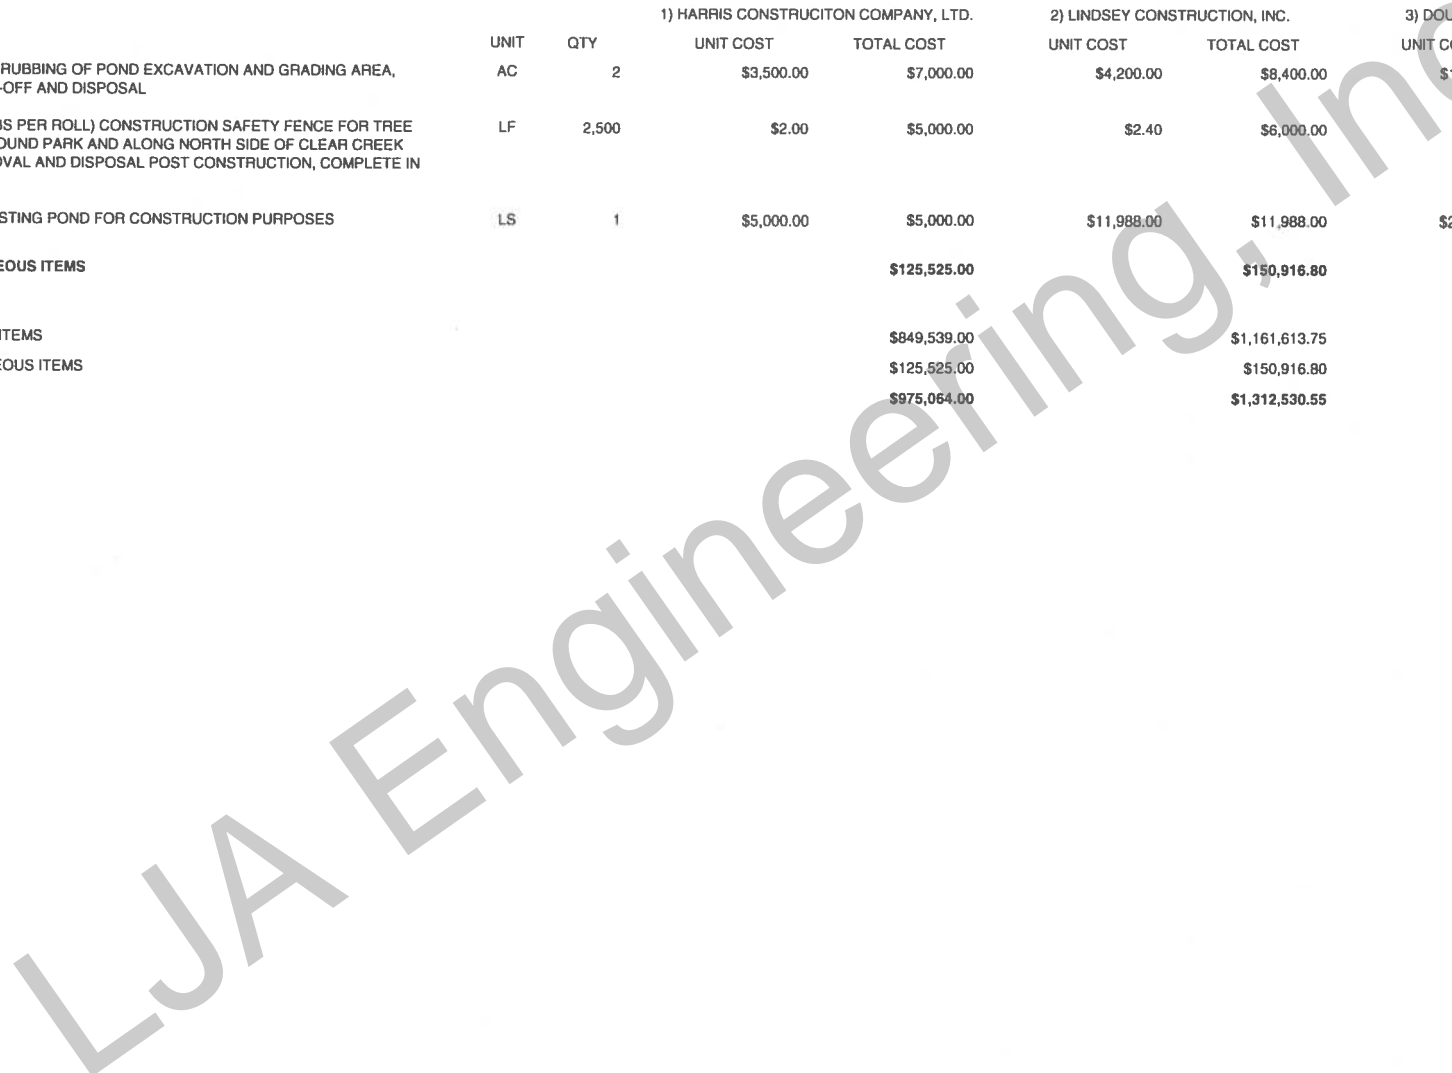 1) HARRIS CONSTRUCITON COMPANY, LTD. 2) LINDSEY CONSTRUCTION, INC. 3)
UNIT QTY UNIT COST TOTAL COST UNIT COST TOTAL COST UNIT
RUBBING OF POND EXCAVATION AND GRADING AREA, AC 2 $3,500.00 $7,000.00 $4,200.00 $8,400.00
-OFF AND DISPOSAL
PER ROLL) CONSTRUCTION SAFETY FENCE FOR TREE LF 2,500 $2.00 $5,000.00 $2.40 $6,000.00
OUND PARK AND ALONG NORTH SIDE OF CLEAR CREEK
OVAL AND DISPOSAL POST CONSTRUCTION, COMPLETE IN
STING POND FOR CONSTRUCTION PURPOSES LS 1 $5,000.00 $5,000.00 $11,988.00 $11,988.00
EOUS ITEMS $125,525.00 $150,916.80
ITEMS $849,539.00 $1,161,613.75
EOUS ITEMS $125,525.00 $150,916.80
$975,064.00 $1,312,530.55
LJA Engineering, Inc